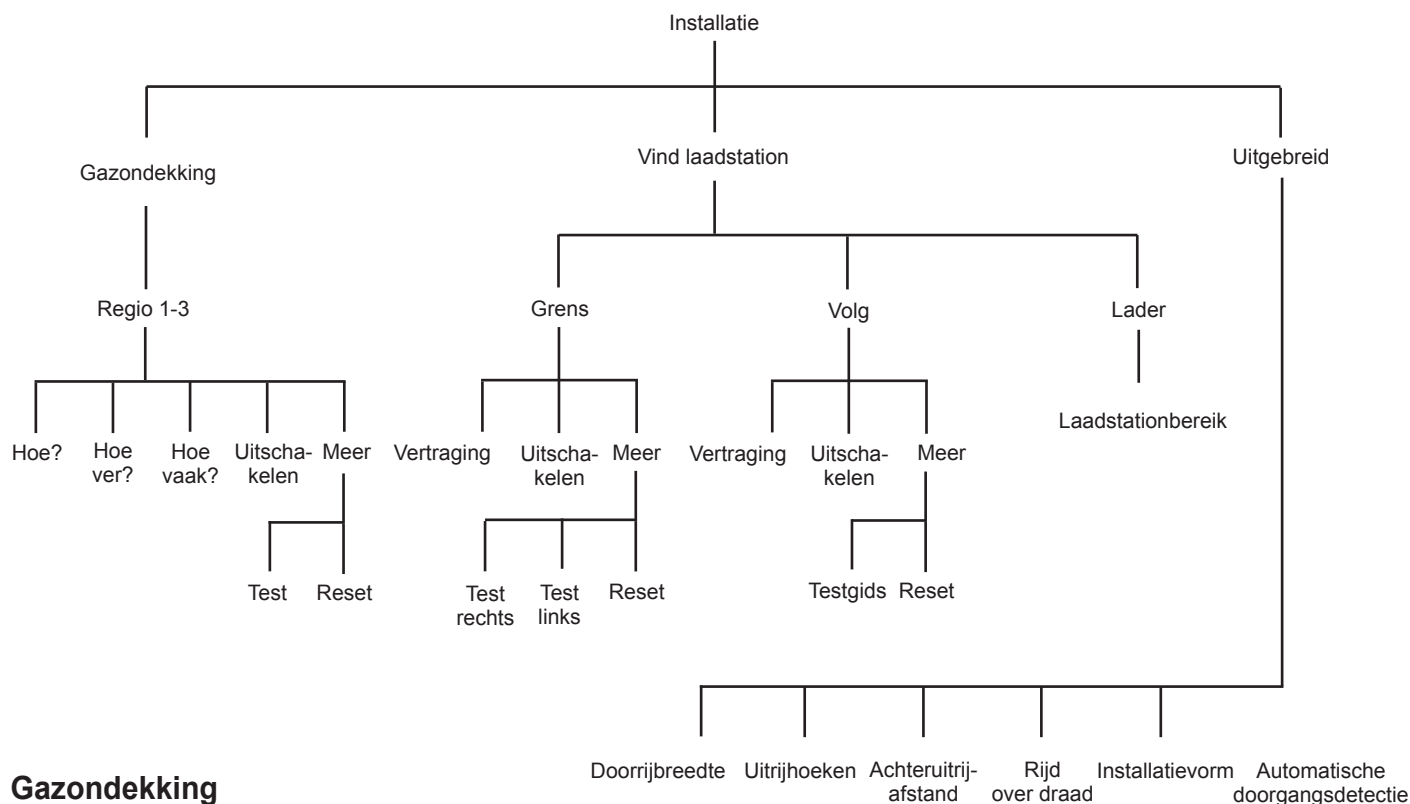 Installatie
Gazondekking
Vind laadstation
Uitgebreid
Regio 1-3
Grens
Volg
Lader
Hoe?
Hoe
ver?
Hoe
vaak?
Uitscha-
kelen
Meer
Vertraging
Uitscha-
kelen
Meer
Vertraging
Uitscha-
kelen
Meer
Laadstationbereik
Test
Reset
Test
rechts
Test
links
Reset
Testgids
Reset
Doorrijbreedte
Uitrijhoeken
Achteruitrij-
afstand
Rijd
over draad
Installatievorm
Automatische
doorgangsdetectie
Gazondekking